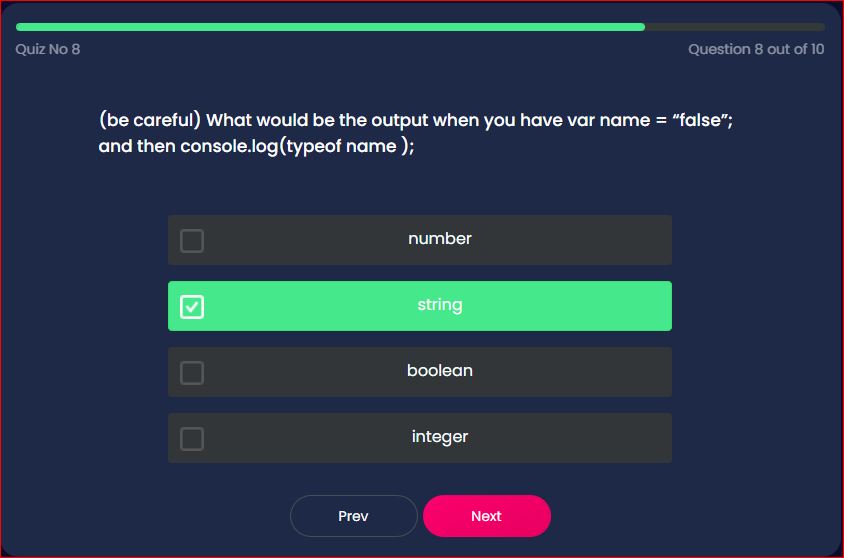 Quiz No 8
Question 8 out of 10
(be careful) What would be the output when you have var name = “false”;
and then console.log(typeof name );
number
string
boolean
integer
Prev
Next